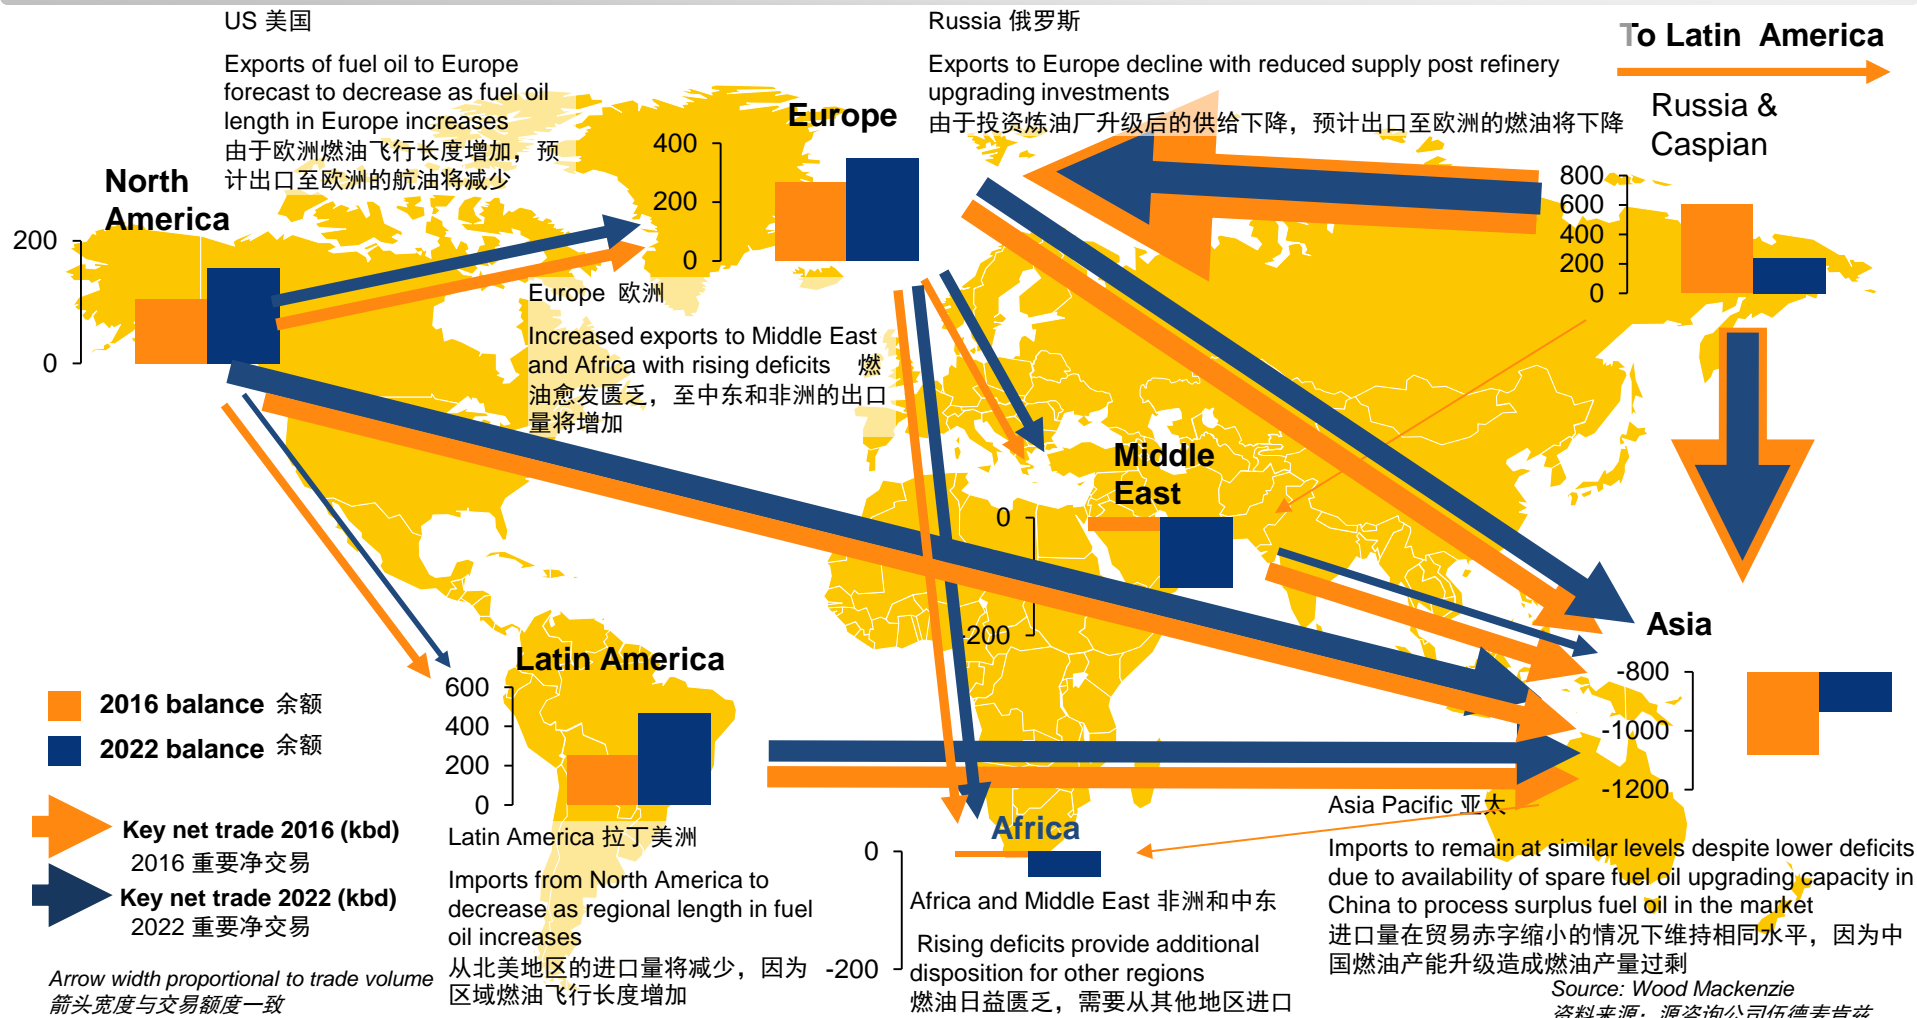 US 美国
Exports of fuel oil to Europe
forecast to decrease as fuel oil
length in Europe increases
由于欧洲燃油飞行长度增加，预
计出口至欧洲的航油将减少
Russia 俄罗斯
Exports to Europe decline with reduced supply post refinery
upgrading investments
由于投资炼油厂升级后的供给下降，预计出口至欧洲的燃油将下降
To Latin America
Russia &
Caspian
800
600
400
200
0
Europe
400
200
0
North
America
200
0
Europe 欧洲
Increased exports to Middle East
and Africa with rising deficits 燃
油愈发匮乏，至中东和非洲的出口
量将增加
Middle
East
0
-200
Asia
-800
-1000
-1200
Latin America
600
400
200
0
2016 balance 余额
2022 balance 余额
Key net trade 2016 (kbd)
2016 重要净交易
Key net trade 2022 (kbd)
2022 重要净交易
Arrow width proportional to trade volume
箭头宽度与交易额度一致
Latin America 拉丁美洲
Imports from North America to
decrease as regional length in fuel
oil increases
从北美地区的进口量将减少，因为
区域燃油飞行长度增加
Africa
0
-200
Africa and Middle East 非洲和中东
Rising deficits provide additional
disposition for other regions
燃油日益匮乏，需要从其他地区进口
Asia Pacific 亚太
Imports to remain at similar levels despite lower deficits
due to availability of spare fuel oil upgrading capacity in
China to process surplus fuel oil in the market
进口量在贸易赤字缩小的情况下维持相同水平，因为中
国燃油产能升级造成燃油产量过剩
Source: Wood Mackenzie
资料来源：源咨询公司伍德麦肯兹